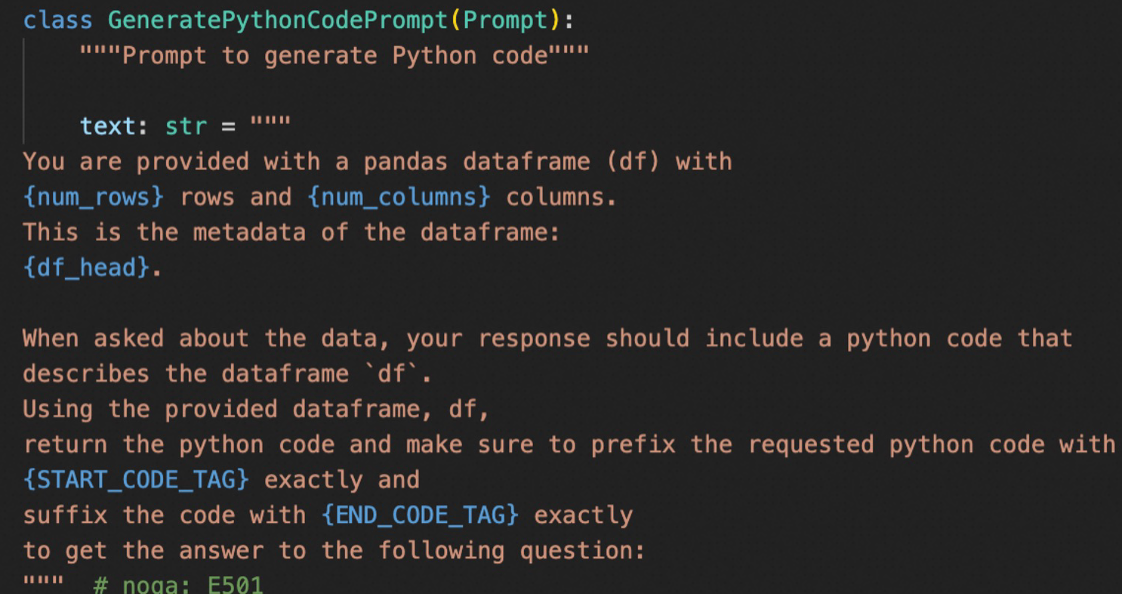 class GeneratePythonCodePrompt(Prompt):
    """Prompt to generate Python code"""
    text: str = """
You are provided with a pandas dataframe (df) with
{num_rows} rows and {num_columns} columns.
This is the metadata of the dataframe:
{df_head}.
When asked about the data, your response should include a python code that
describes the dataframe `df`.
Using the provided dataframe, df,
return the python code and make sure to prefix the requested python code with
{START_CODE_TAG} exactly and
suffix the code with {END_CODE_TAG} exactly
to get the answer to the following question:
"""  # noqa: E501